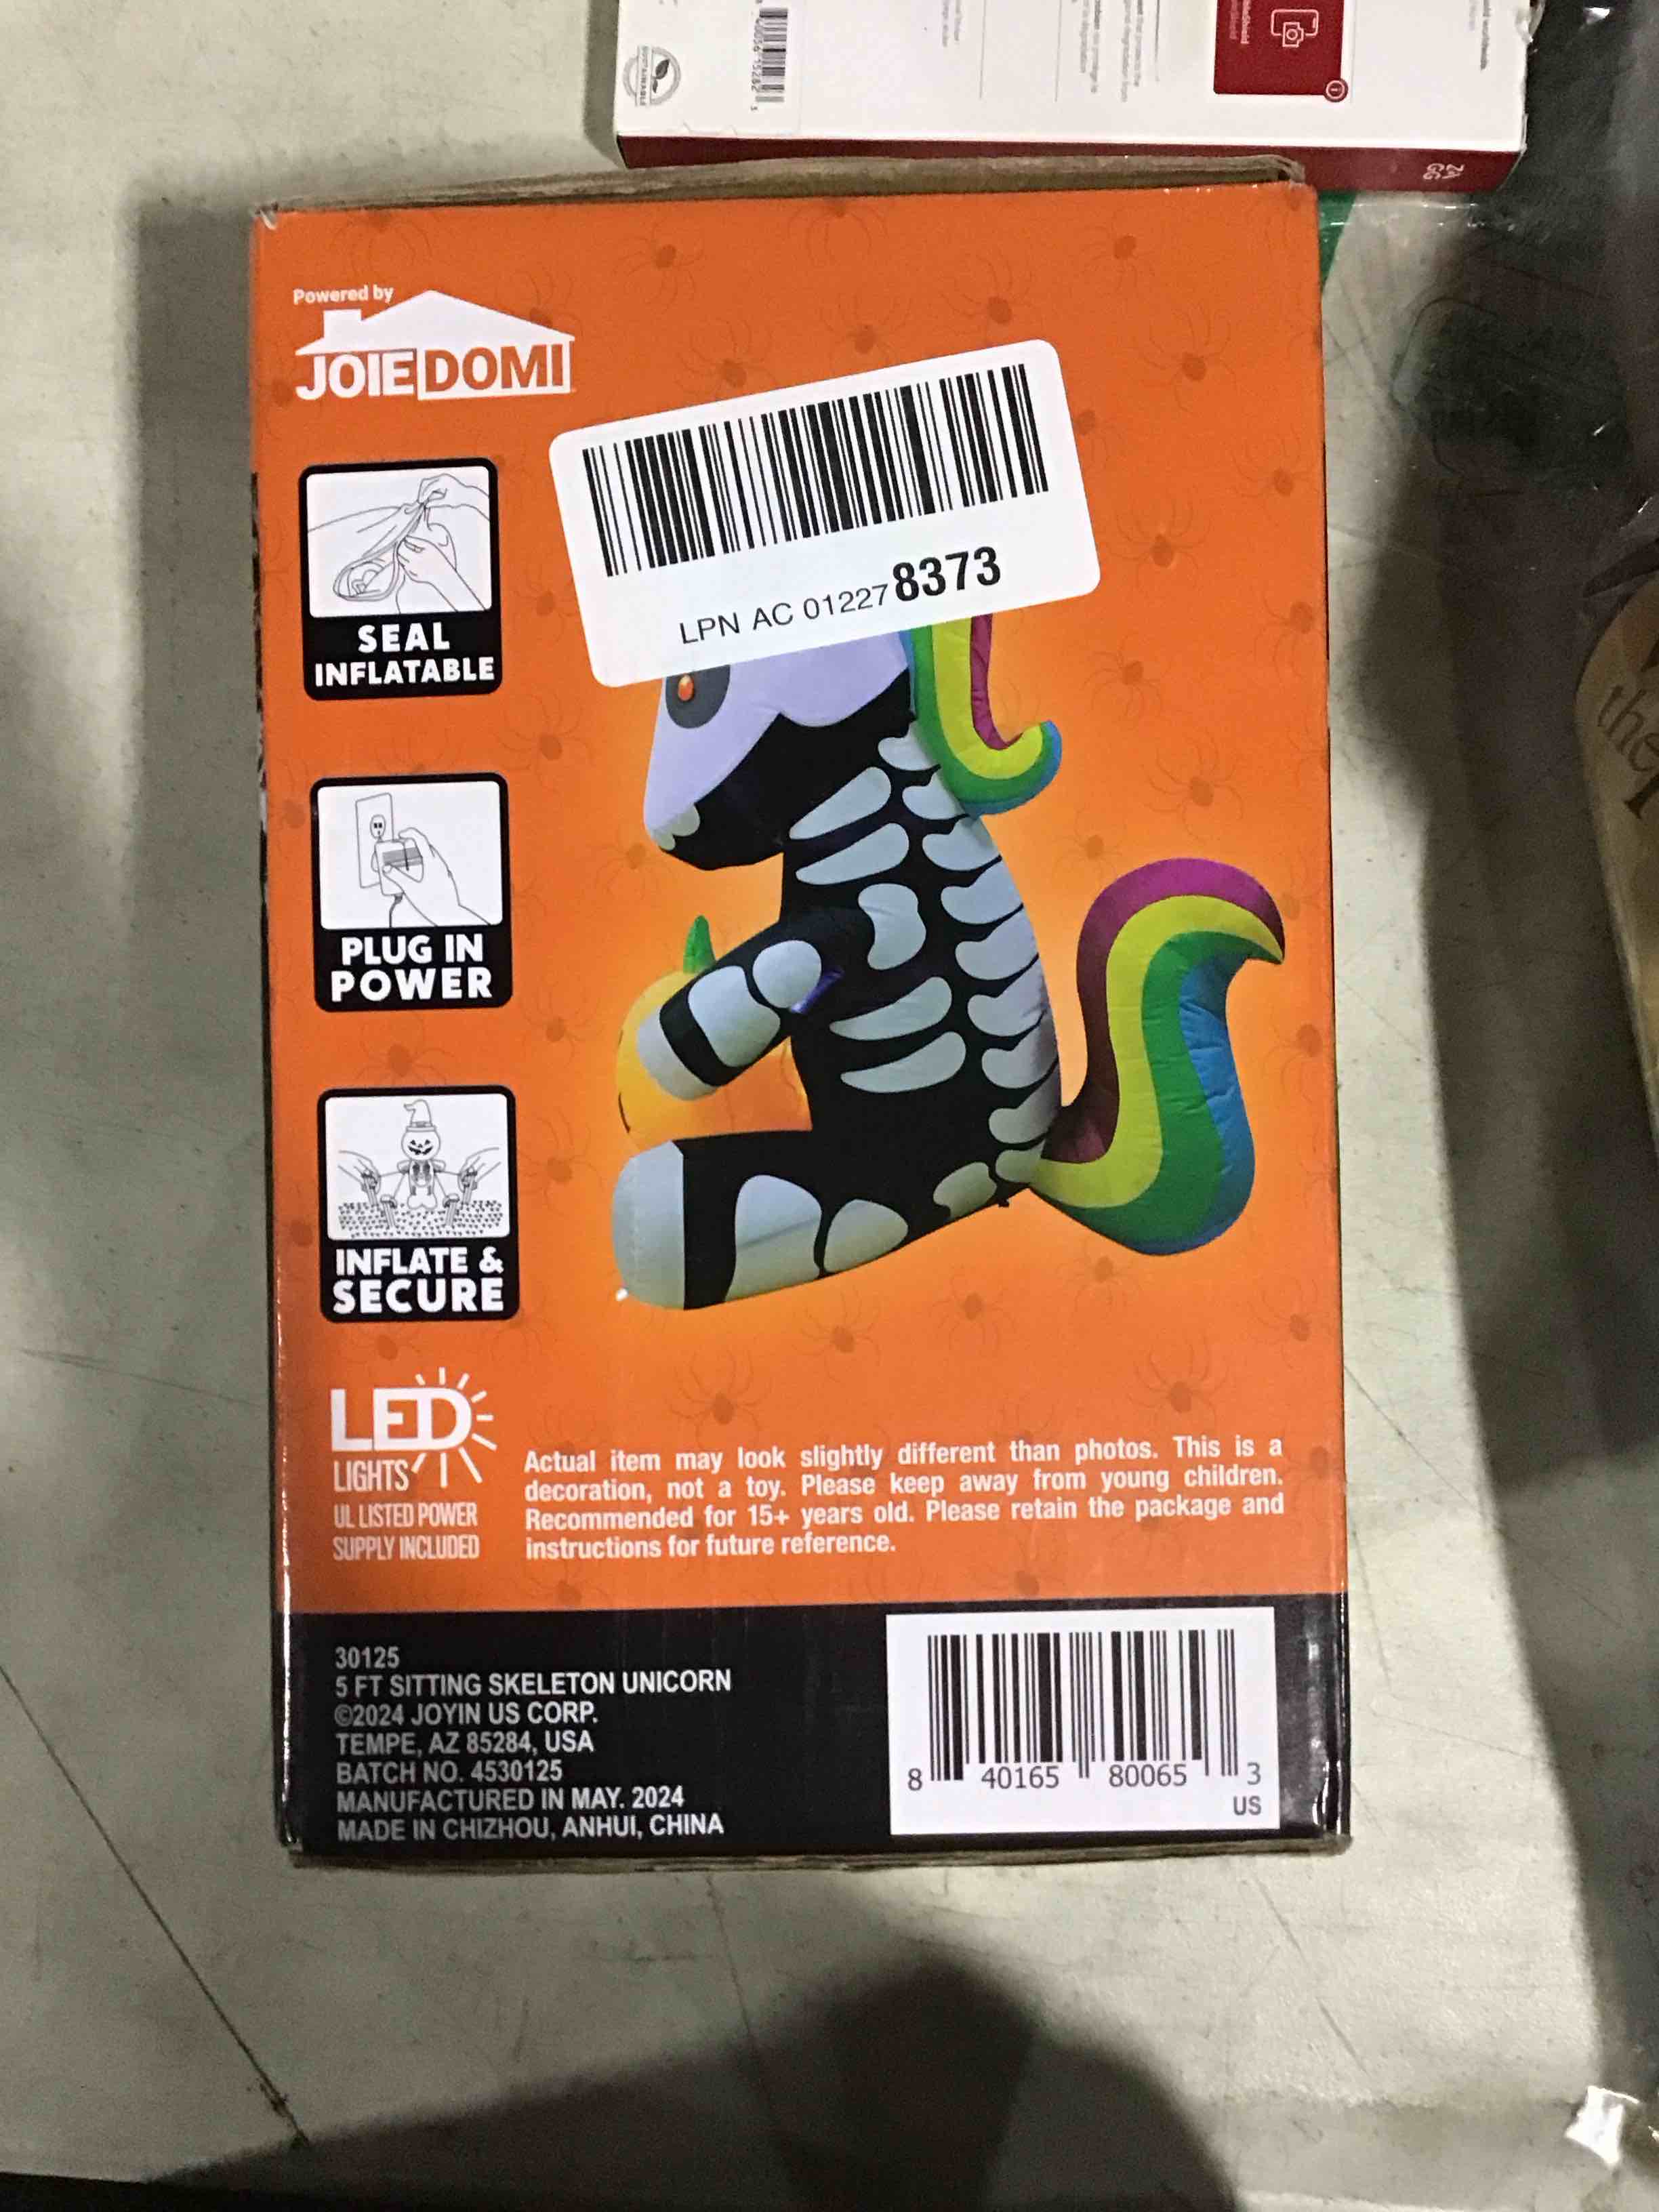 SUSTAINABLE
ZA
GG
Powered by
JOIEDOMI
LPN AC 012278373
SEAL
INFLATABLE
PLUG IN
POWER
INFLATE &
SECURE
LED
LIGHTS
UL LISTED POWER
SUPPLY INCLUDED
Actual item may look slightly different than photos. This is a
decoration, not a toy. Please keep away from young children.
Recommended for 15+ years old. Please retain the package and
instructions for future reference.
30125
5 FT SITTING SKELETON UNICORN
©2024 JOYIN US CORP.
TEMPE, AZ 85284, USA
BATCH NO. 4530125
MANUFACTURED IN MAY. 2024
MADE IN CHIZHOU, ANHUI, CHINA
8 40165 80065 3
US
the